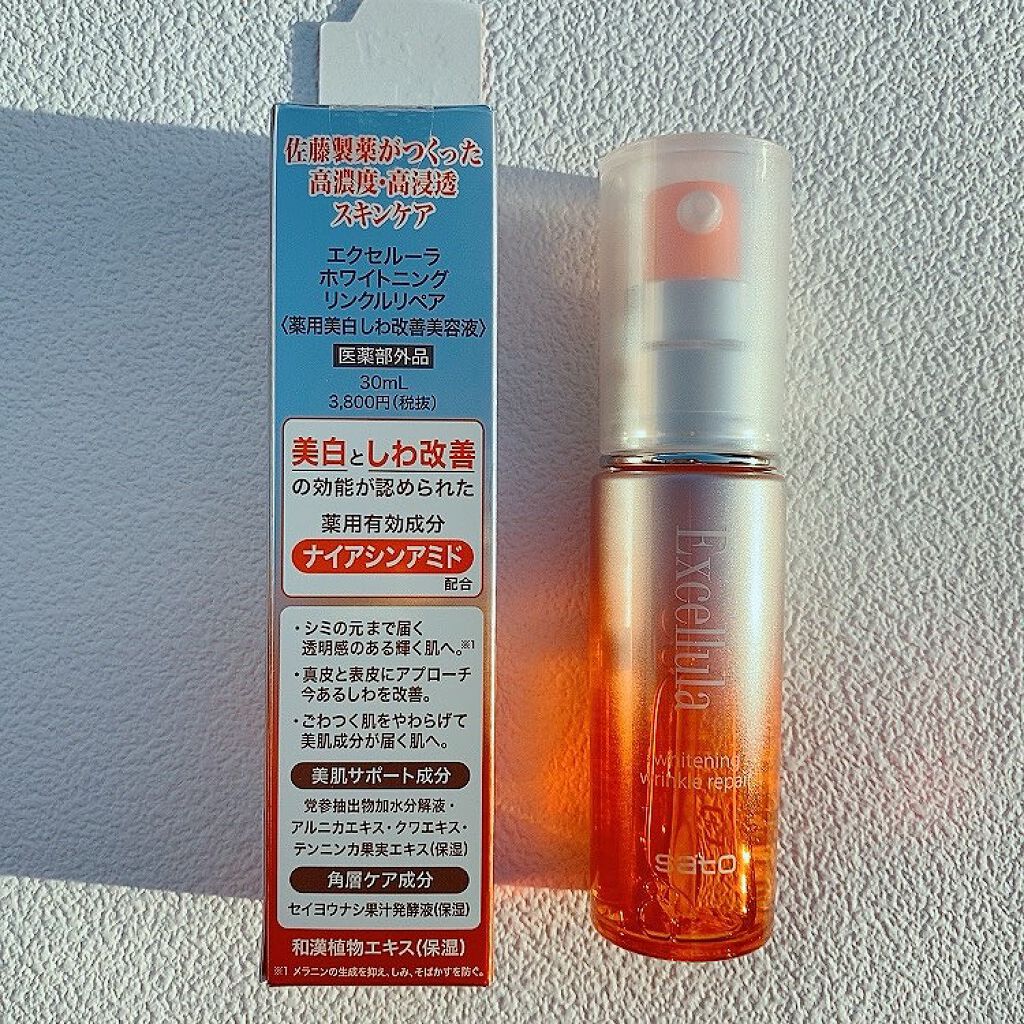 佐藤製薬がつくった
高濃度・高浸透
スキンケア
エクセルーラ
ホワイトニング
リンクルリペア
〈薬用美白しわ改善美容液〉
医薬部外品
30mL
3,800円(税抜)
美白としわ改善
の効能が認められた
薬用有効成分
ナイアシンアミド
配合
・シミの元まで届く
透明感のある輝く肌へ。※1
・真皮と表皮にアプローチ
今あるしわを改善。
・ごわつく肌をやわらげて
美肌成分が届く肌へ。
美肌サポート成分
党参抽出物加水分解液・
アルニカエキス・クワエキス・
テンニンカ果実エキス(保湿)
角層ケア成分
セイヨウナシ果汁発酵液(保湿)
和漢植物エキス(保湿)
※1 メラニンの生成を抑え、しみ、そばかすを防ぐ。
Excellula
whitening
wrinkle repair
sato